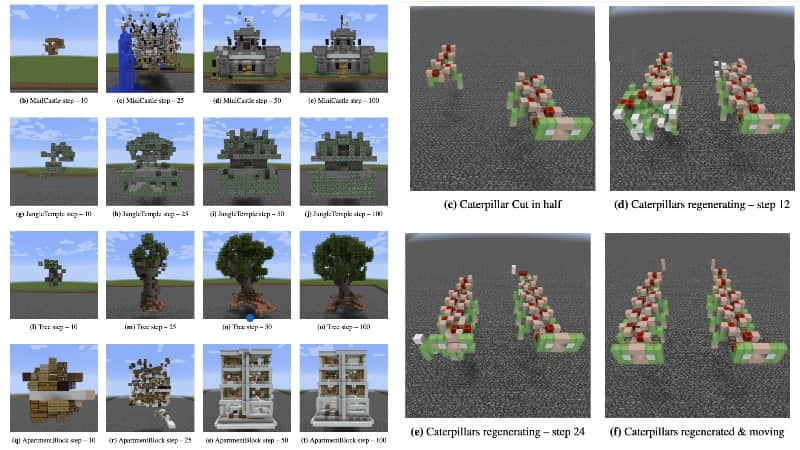 (b) MiniCastle step – 10
(c) MiniCastle step – 25
(d) MiniCastle step – 50
(e) MiniCastle step – 100
(g) JungleTemple step – 10
(h) JungleTemple step – 25
(i) JungleTemple step – 50
(j) JungleTemple step – 100
(l) Tree step – 10
(m) Tree step – 25
(n) Tree step – 50
(o) Tree step – 100
(q) ApartmentBlock step – 10
(r) ApartmentBlock step – 25
(s) ApartmentBlock step – 50
(t) ApartmentBlock step – 100
(c) Caterpillar Cut in half
(d) Caterpillars regenerating – step 12
(e) Caterpillars regenerating – step 24
(f) Caterpillars regenerated & moving